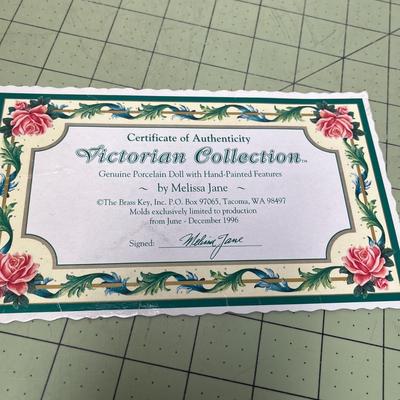 Certificate of Authenticity
Victorian Collection™
Genuine Porcelain Doll with Hand-Painted Features
~ by Melissa Jane ~
©The Brass Key, Inc. P.O. Box 97065, Tacoma, WA 98497
Molds exclusively limited to production
from June - December 1996
Signed: Melissa Jane